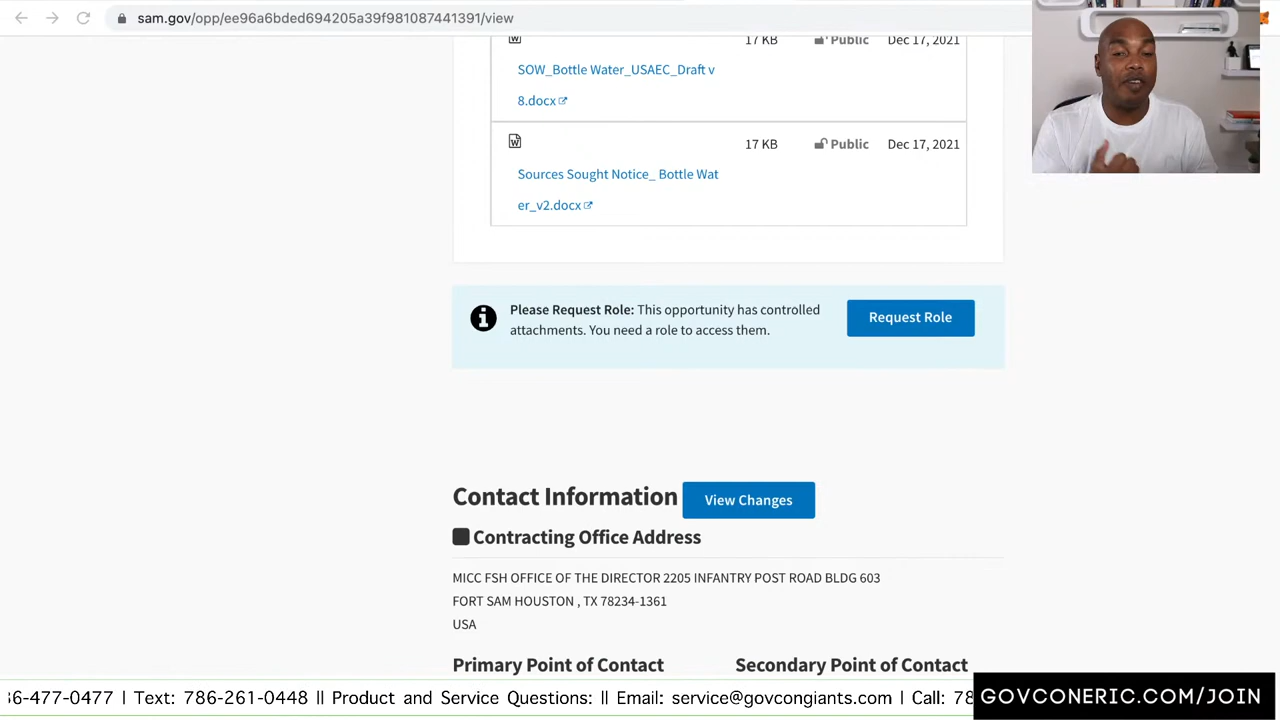 sam.gov/opp/ee96a6bded694205a39f981087441391/view
17 KB Public Dec 17, 2021
SOW_Bottle Water_USAEC_Draft v
8.docx
17 KB Public Dec 17, 2021
Sources Sought Notice_ Bottle Wat
er_v2.docx
Please Request Role: This opportunity has controlled
attachments. You need a role to access them.
Request Role
Contact Information View Changes
Contracting Office Address
MICC FSH OFFICE OF THE DIRECTOR 2205 INFANTRY POST ROAD BLDG 603
FORT SAM HOUSTON , TX 78234-1361
USA
Primary Point of Contact Secondary Point of Contact
6-477-0477 | Text: 786-261-0448 || Product and Service Questions: || Email: service@govcongiants.com | Call: 78
GOVCONERIC.COM/JOIN